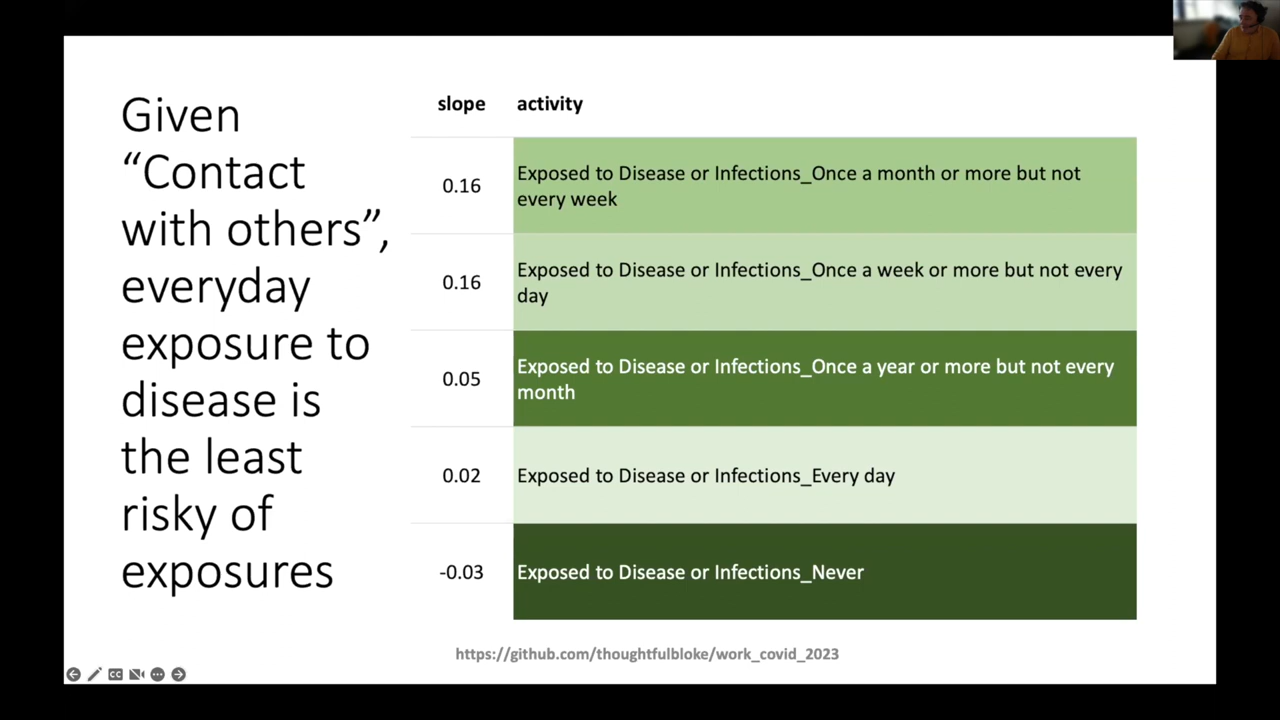 Given
“Contact
with others”,
everyday
exposure to
disease is
the least
risky of
exposures
slope activity
0.16 Exposed to Disease or Infections_Once a month or more but not
every week
0.16 Exposed to Disease or Infections_Once a week or more but not every
day
0.05 Exposed to Disease or Infections_Once a year or more but not every
month
0.02 Exposed to Disease or Infections_Every day
-0.03 Exposed to Disease or Infections_Never
https://github.com/thoughtfulbloke/work_covid_2023
CC